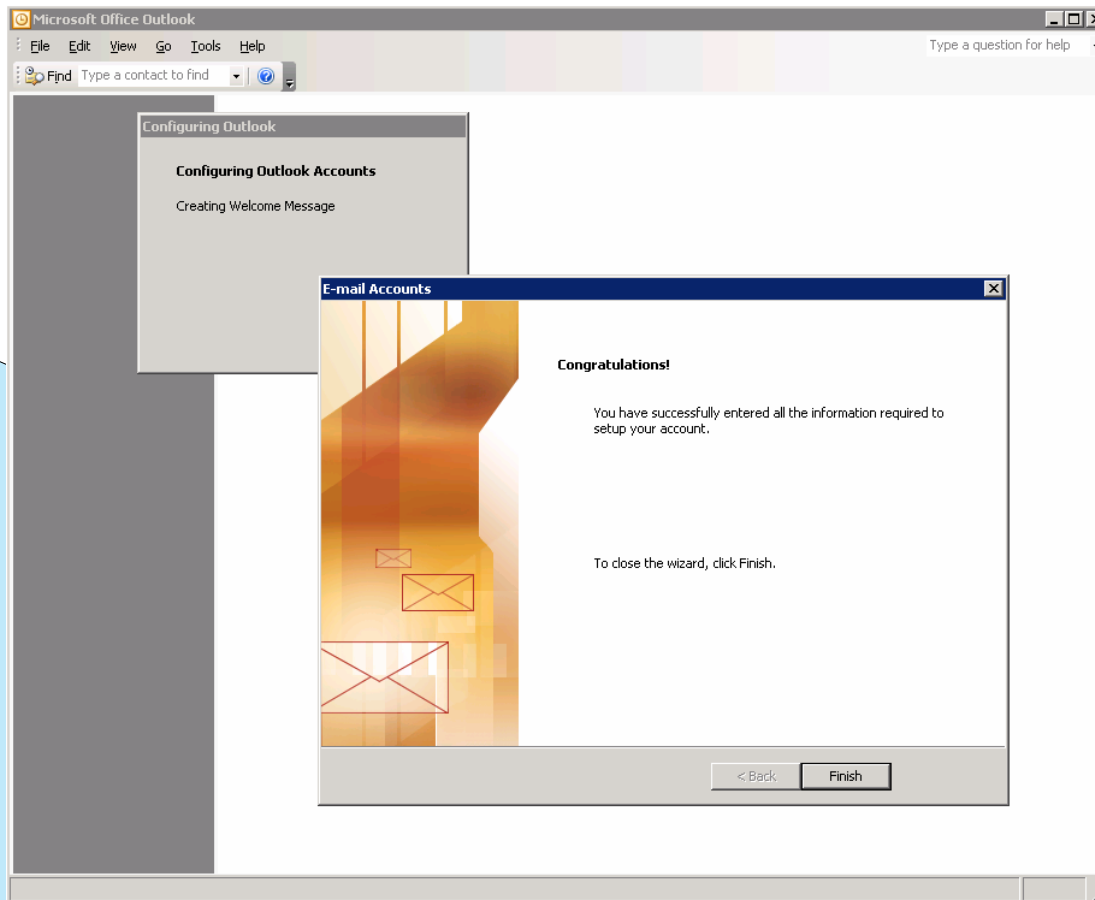 Microsoft Office Outlook
File Edit View Go Tools Help
Type a question for help
Find Type a contact to find
Configuring Outlook
Configuring Outlook Accounts
Creating Welcome Message
E-mail Accounts
Congratulations!
You have successfully entered all the information required to
setup your account.
To close the wizard, click Finish.
< Back Finish